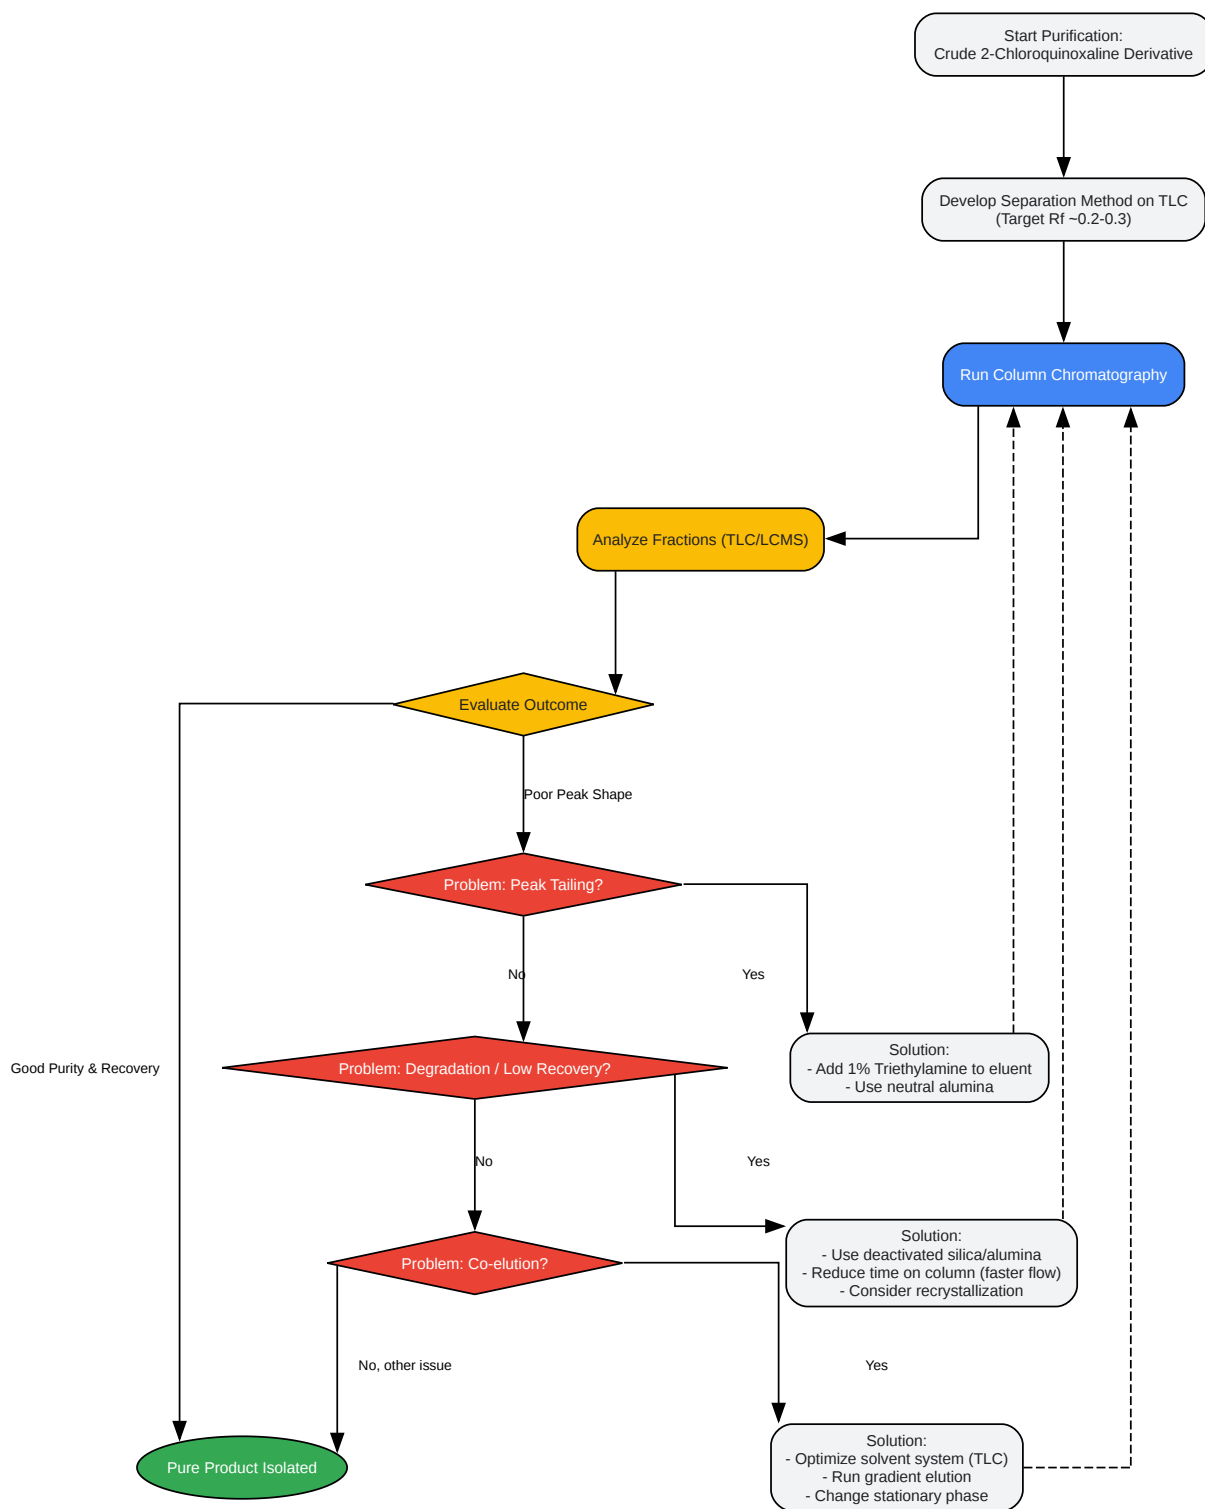 Start Purification:
Crude 2-Chloroquinoxaline Derivative
Develop Separation Method on TLC
(Target Rf ~0.2-0.3)
Run Column Chromatography
Analyze Fractions (TLC/LCMS)
Evaluate Outcome
Poor Peak Shape
Problem: Peak Tailing?
No
Yes
Solution:
- Add 1% Triethylamine to eluent
- Use neutral alumina
Good Purity & Recovery
Problem: Degradation / Low Recovery?
No
Yes
Solution:
- Use deactivated silica/alumina
- Reduce time on column (faster flow)
- Consider recrystallization
Problem: Co-elution?
No, other issue
Yes
Solution:
- Optimize solvent system (TLC)
- Run gradient elution
- Change stationary phase
Pure Product Isolated